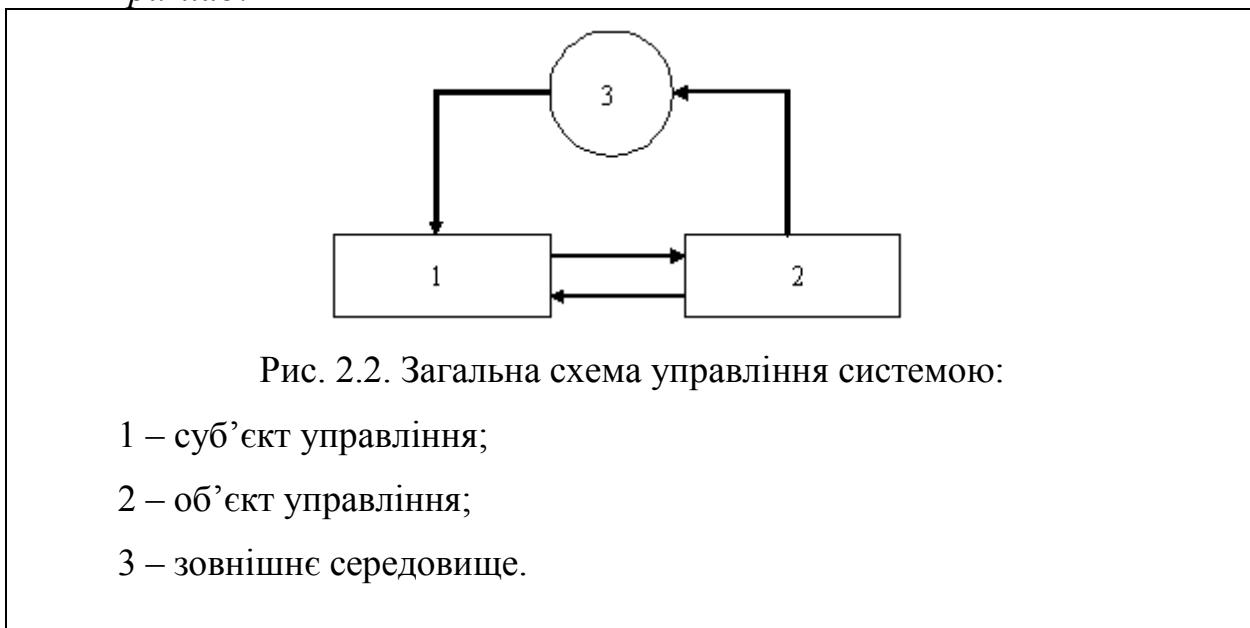 3
1
2
Рис. 2.2. Загальна схема управління системою:
1 – суб’єкт управління;
2 – об’єкт управління;
3 – зовнішнє середовище.